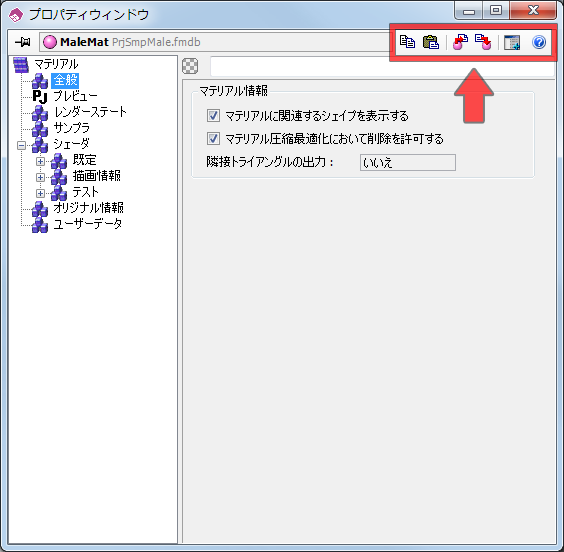 プロパティウィンドウ
MaleMat PrjSmpMale.fmdb
マテリアル
全般
PJ プレビュー
レンダーステート
サンプラ
シェーダ
既定
描画情報
テスト
オリジナル情報
ユーザーデータ
マテリアル情報
マテリアルに関連するシェイプを表示する
マテリアル圧縮最適化において削除を許可する
隣接トライアングルの出力： いいえ